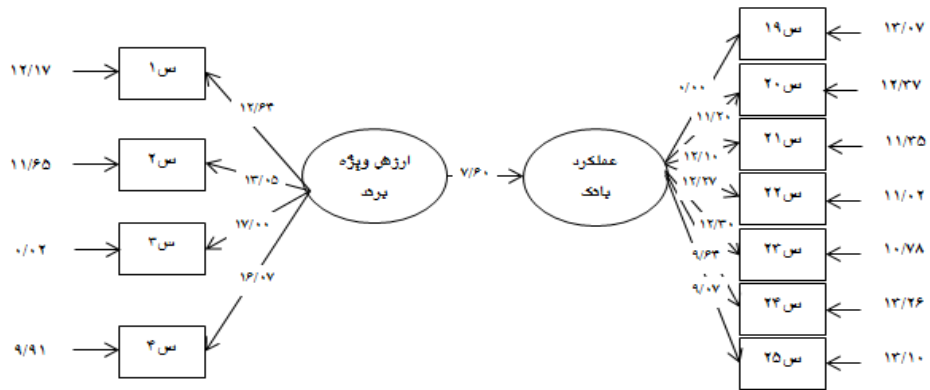 ۱۲/۱۷
س۱
۱۲/۶۳
۱۱/۶۵
س۲
۱۳/۰۵
۰/۰۲
س۳
۱۷/۰۰
۹/۹۱
س۴
۱۶/۰۷
ارزش ویژه
برند
۷/۶۰
عملکرد
بانک
۰/۰۰
س۱۹
۱۳/۰۷
۱۱/۲۰
س۲۰
۱۲/۳۷
۱۲/۱۰
س۲۱
۱۱/۳۵
۱۲/۲۷
س۲۲
۱۱/۰۲
۱۲/۳۰
س۲۳
۱۰/۷۸
۹/۶۳
س۲۴
۱۳/۲۶
۹/۰۷
س۲۵
۱۳/۱۰